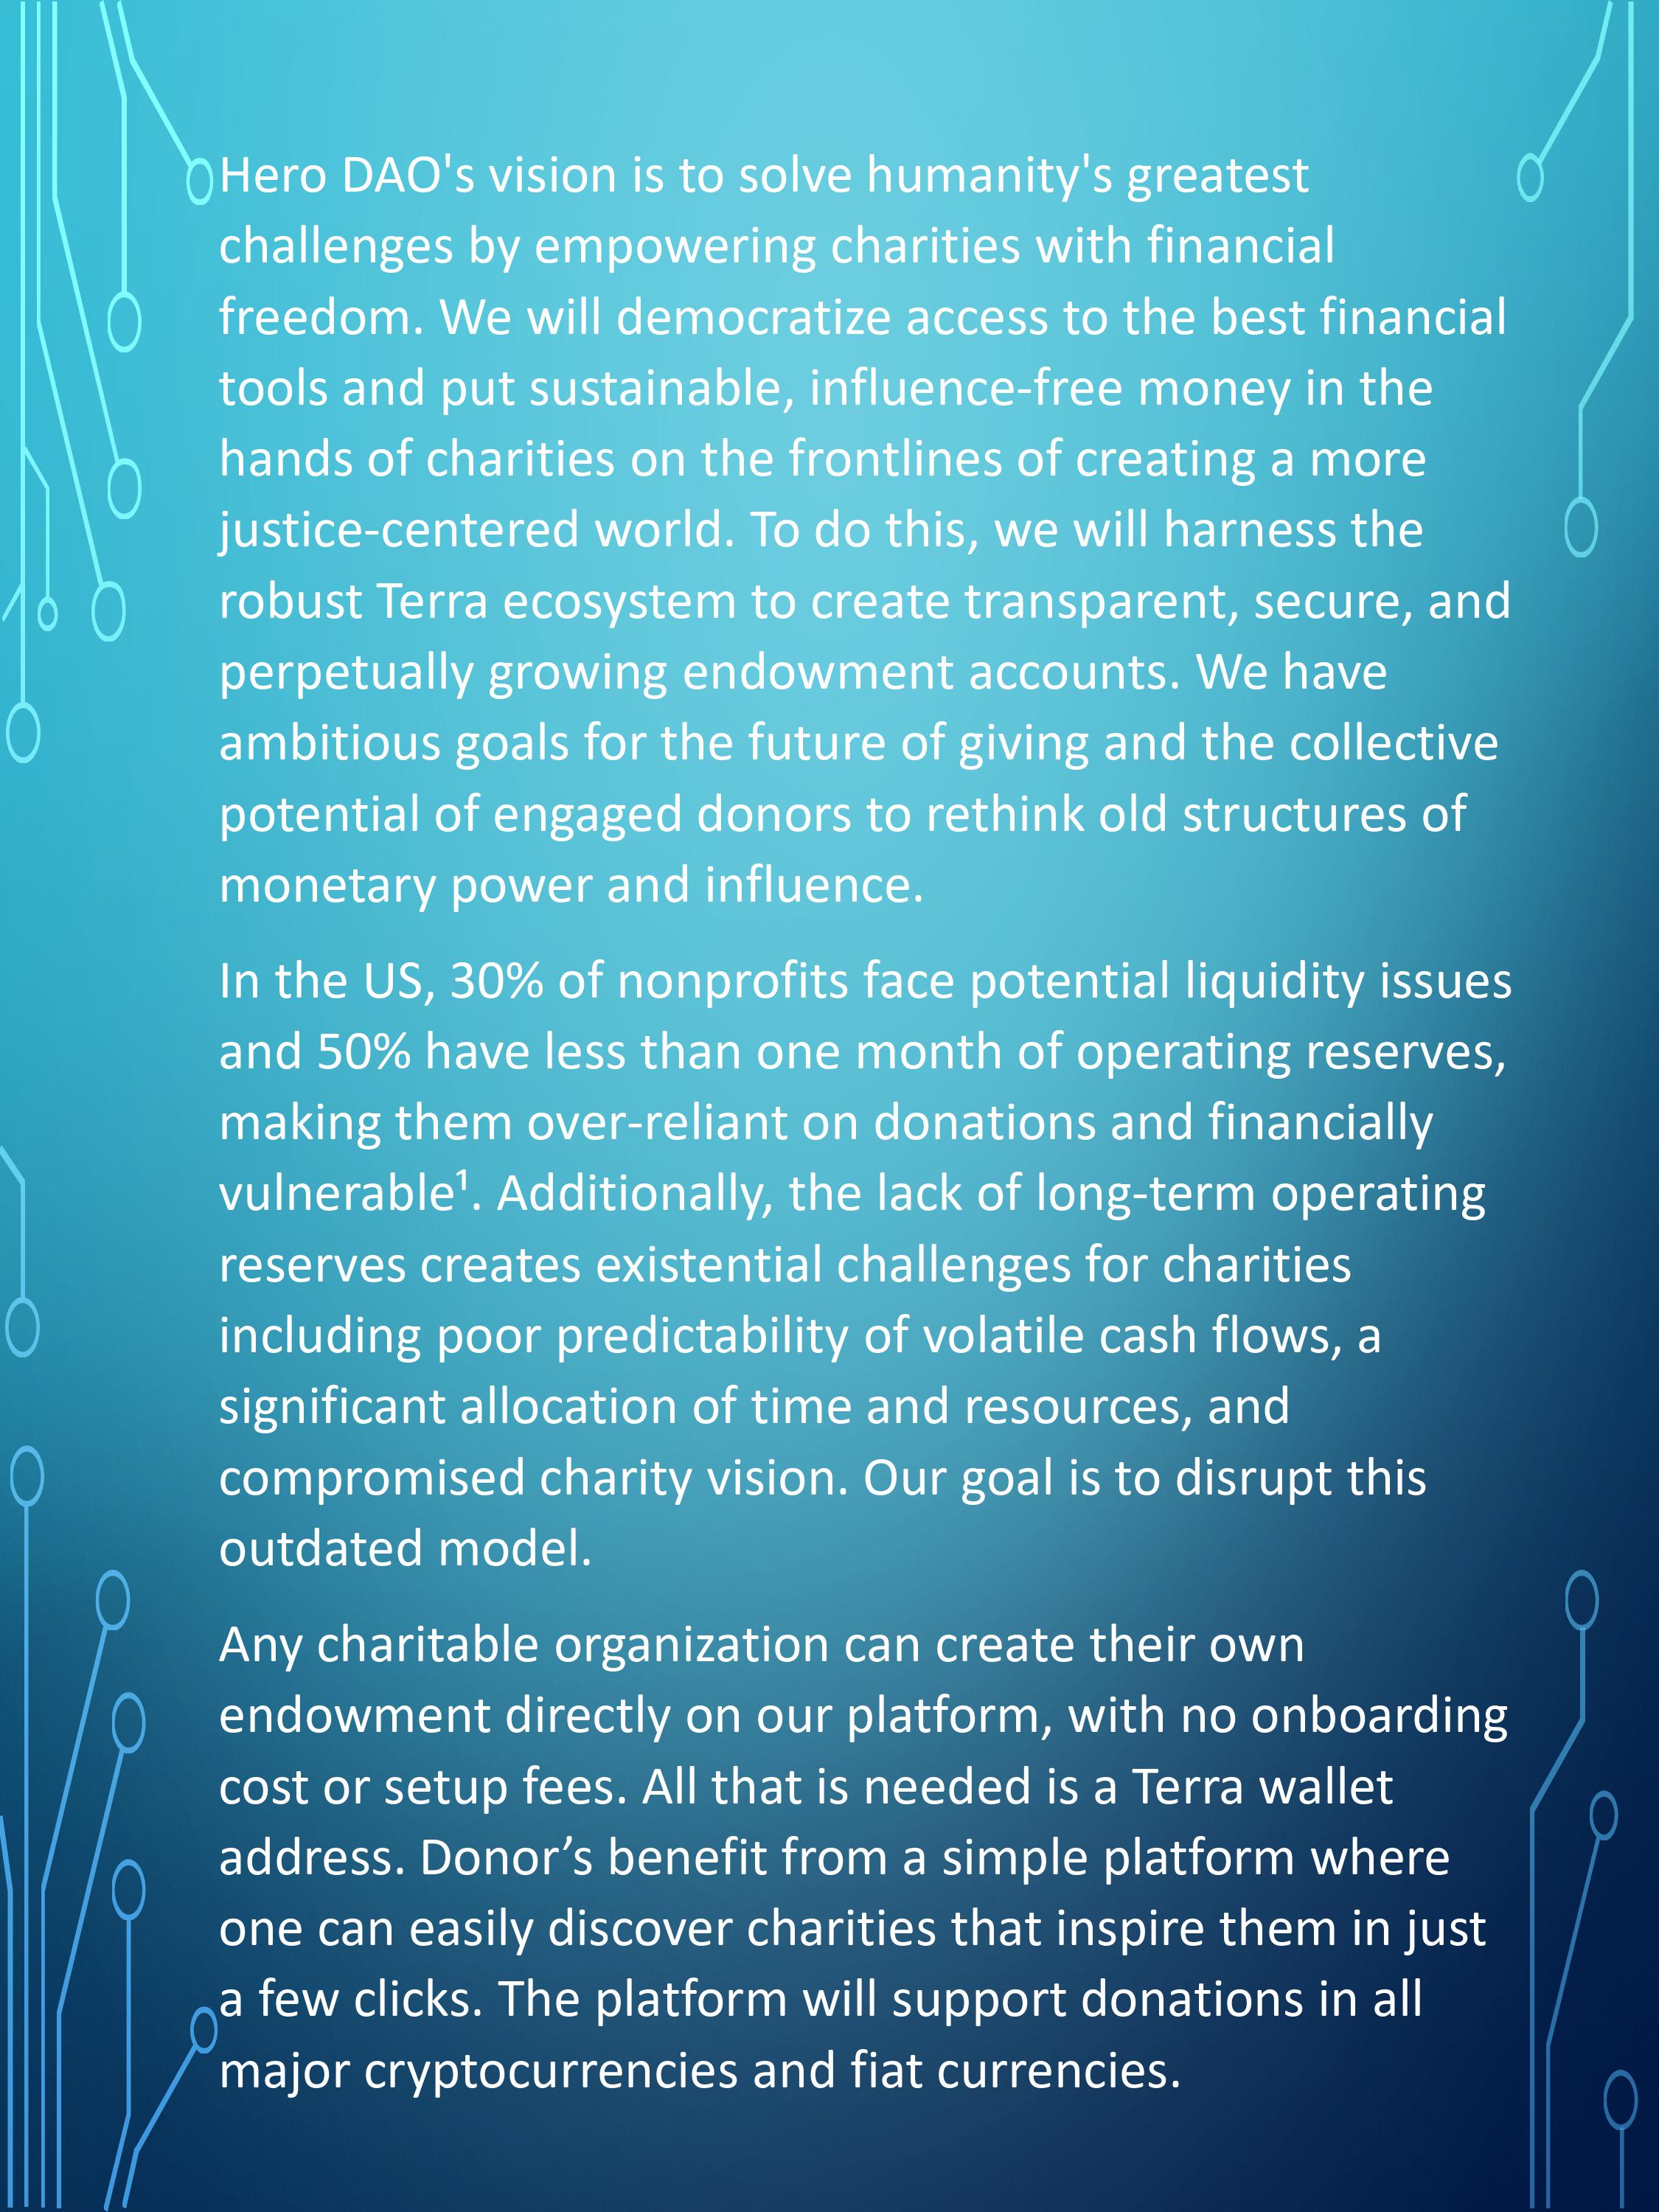 Hero DAO's vision is to solve humanity's greatest
challenges by empowering charities with financial
freedom. We will democratize access to the best financial
tools and put sustainable, influence-free money in the
hands of charities on the frontlines of creating a more
justice-centered world. To do this, we will harness the
robust Terra ecosystem to create transparent, secure, and
perpetually growing endowment accounts. We have
ambitious goals for the future of giving and the collective
potential of engaged donors to rethink old structures of
monetary power and influence.
In the US, 30% of nonprofits face potential liquidity issues
and 50% have less than one month of operating reserves,
making them over-reliant on donations and financially
vulnerable¹. Additionally, the lack of long-term operating
reserves creates existential challenges for charities
including poor predictability of volatile cash flows, a
significant allocation of time and resources, and
compromised charity vision. Our goal is to disrupt this
outdated model.
Any charitable organization can create their own
endowment directly on our platform, with no onboarding
cost or setup fees. All that is needed is a Terra wallet
address. Donor’s benefit from a simple platform where
one can easily discover charities that inspire them in just
a few clicks. The platform will support donations in all
major cryptocurrencies and fiat currencies.